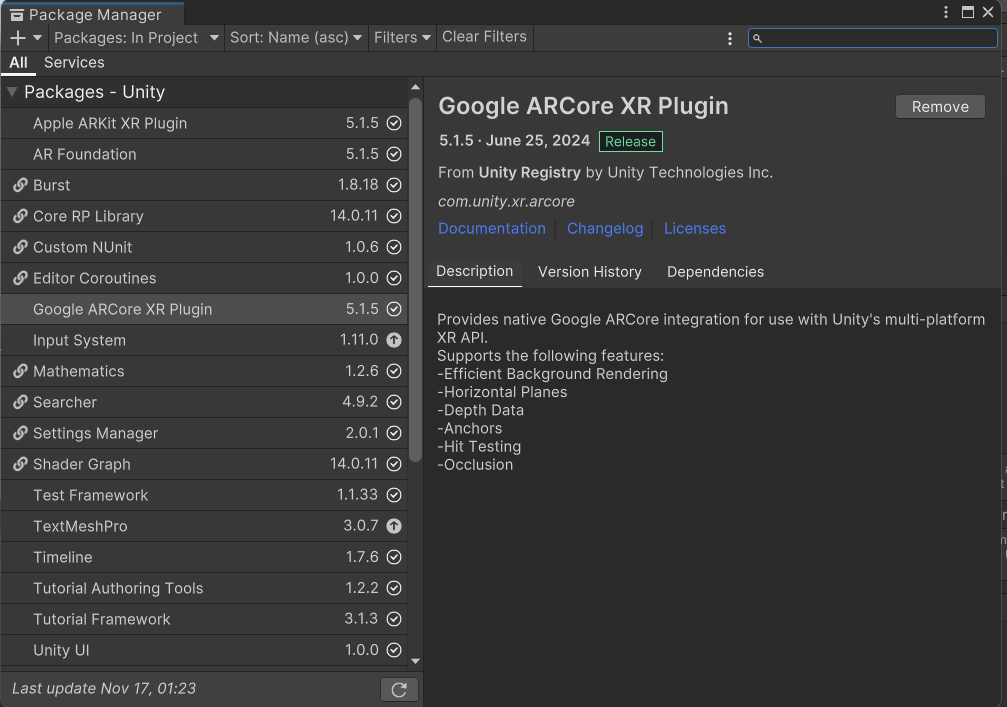 Package Manager
Packages: In Project Sort: Name (asc) Filters Clear Filters
All Services
Packages - Unity
Apple ARKit XR Plugin 5.1.5
AR Foundation 5.1.5
Burst 1.8.18
Core RP Library 14.0.11
Custom NUnit 1.0.6
Editor Coroutines 1.0.0
Google ARCore XR Plugin 5.1.5
Input System 1.11.0
Mathematics 1.2.6
Searcher 4.9.2
Settings Manager 2.0.1
Shader Graph 14.0.11
Test Framework 1.1.33
TextMeshPro 3.0.7
Timeline 1.7.6
Tutorial Authoring Tools 1.2.2
Tutorial Framework 3.1.3
Unity UI 1.0.0
Last update Nov 17, 01:23
Google ARCore XR Plugin Remove
5.1.5 · June 25, 2024 Release
From Unity Registry by Unity Technologies Inc.
com.unity.xr.arcore
Documentation Changelog Licenses
Description Version History Dependencies
Provides native Google ARCore integration for use with Unity's multi-platform
XR API.
Supports the following features:
-Efficient Background Rendering
-Horizontal Planes
-Depth Data
-Anchors
-Hit Testing
-Occlusion